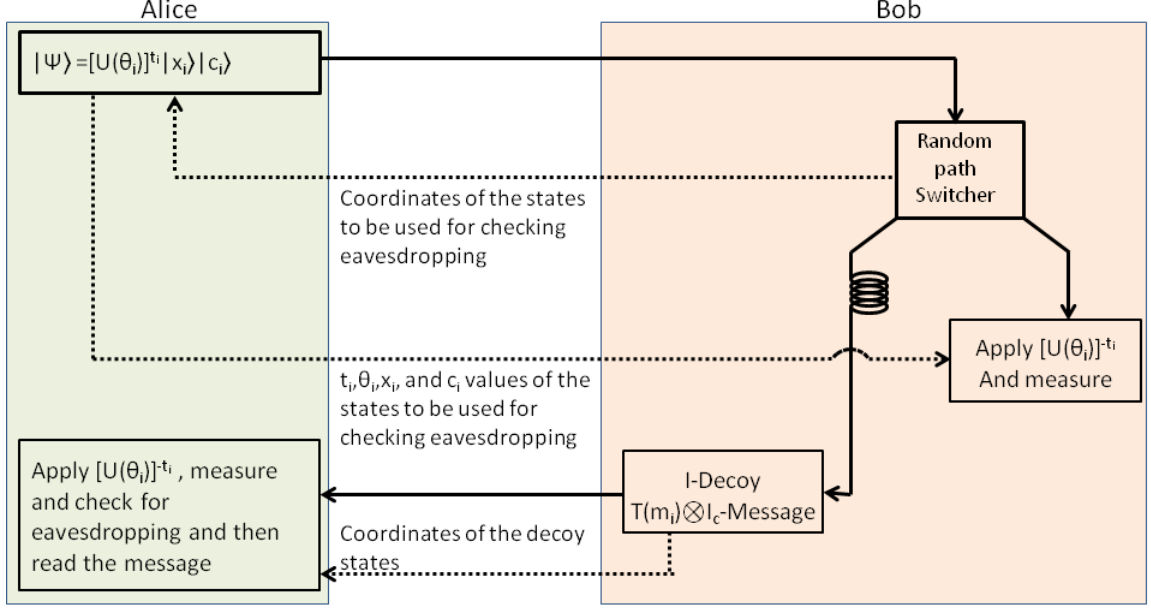 Alice
Bob
|Ψ⟩=[U(θᵢ)]^tᵢ|xᵢ⟩|cᵢ⟩
Random
path
Switcher
Coordinates of the states
to be used for checking
eavesdropping
Apply [U(θᵢ)]^-tᵢ
And measure
tᵢ,θᵢ,xᵢ, and cᵢ values of the
states to be used for
checking eavesdropping
I-Decoy
T(mᵢ)⊗I_c-Message
Apply [U(θᵢ)]^-tᵢ , measure
and check for
eavesdropping and then
read the message
Coordinates of the decoy
states